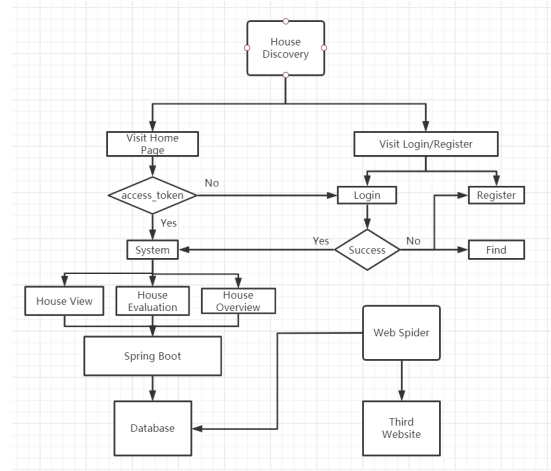 House
Discovery
Visit Home
Page
Visit Login/Register
access_token
No
Login
Register
Yes
System
Yes
Success
No
Find
House View
House
Evaluation
House
Overview
Web Spider
Spring Boot
Database
Third
Website